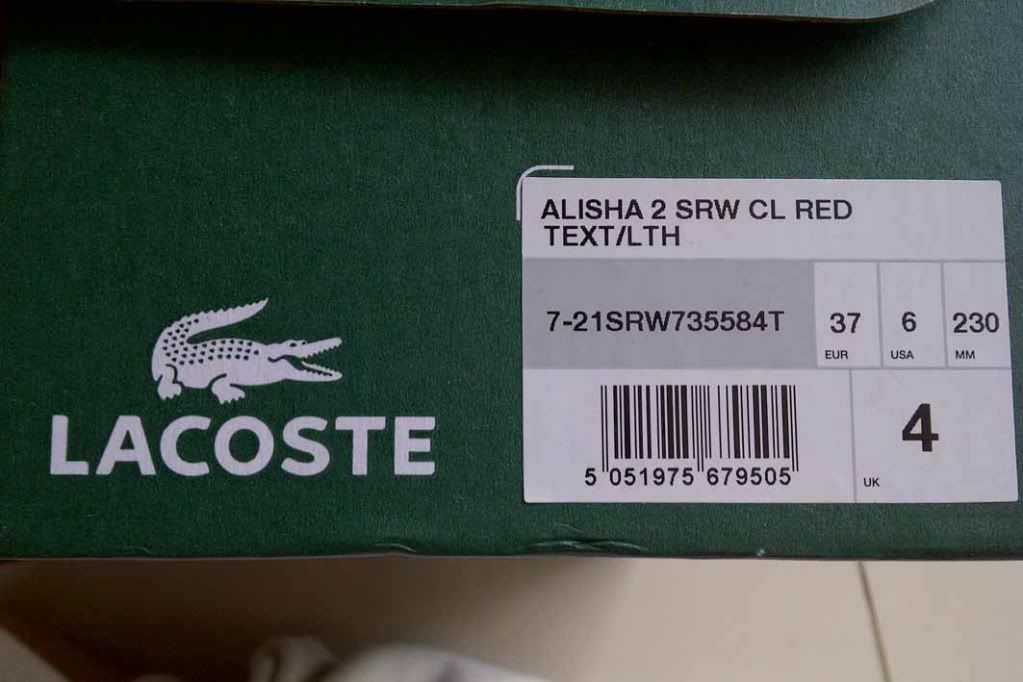 LACOSTE
ALISHA 2 SRW CL RED
TEXT/LTH
7-21SRW735584T
37
EUR
6
USA
230
MM
5 051975 679505
4
UK